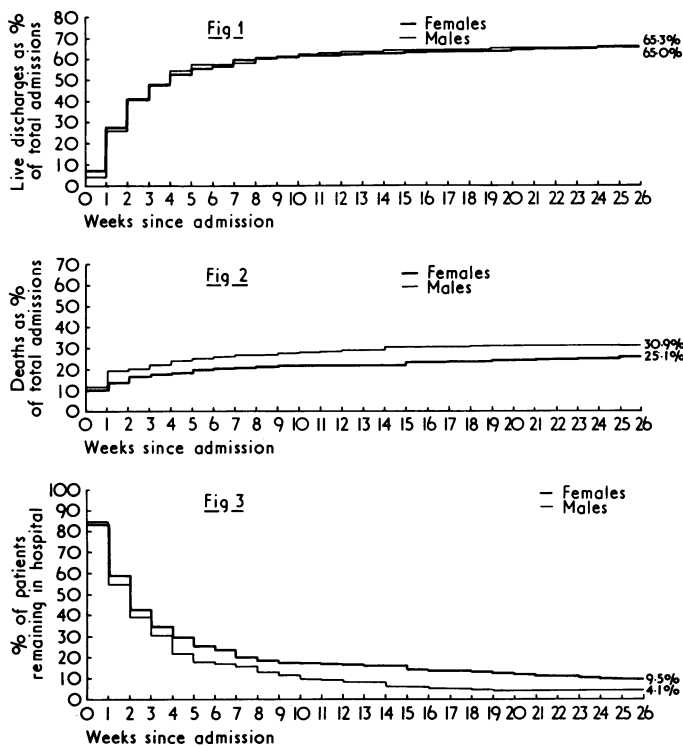 Live discharges as %
of total admissions
80
70
60
50
40
30
20
10
0
Fig 1
Females
Males
65·3%
65·0%
0 1 2 3 4 5 6 7 8 9 10 11 12 13 14 15 16 17 18 19 20 21 22 23 24 25 26
Weeks since admission
Deaths as %
of total admissions
70
60
50
40
30
20
10
0
Fig 2
Females
Males
30·9%
25·1%
0 1 2 3 4 5 6 7 8 9 10 11 12 13 14 15 16 17 18 19 20 21 22 23 24 25 26
Weeks since admission
% of patients
remaining in hospital
100
90
80
70
60
50
40
30
20
10
0
Fig 3
Females
Males
9·5%
4·1%
0 1 2 3 4 5 6 7 8 9 10 11 12 13 14 15 16 17 18 19 20 21 22 23 24 25 26
Weeks since admission